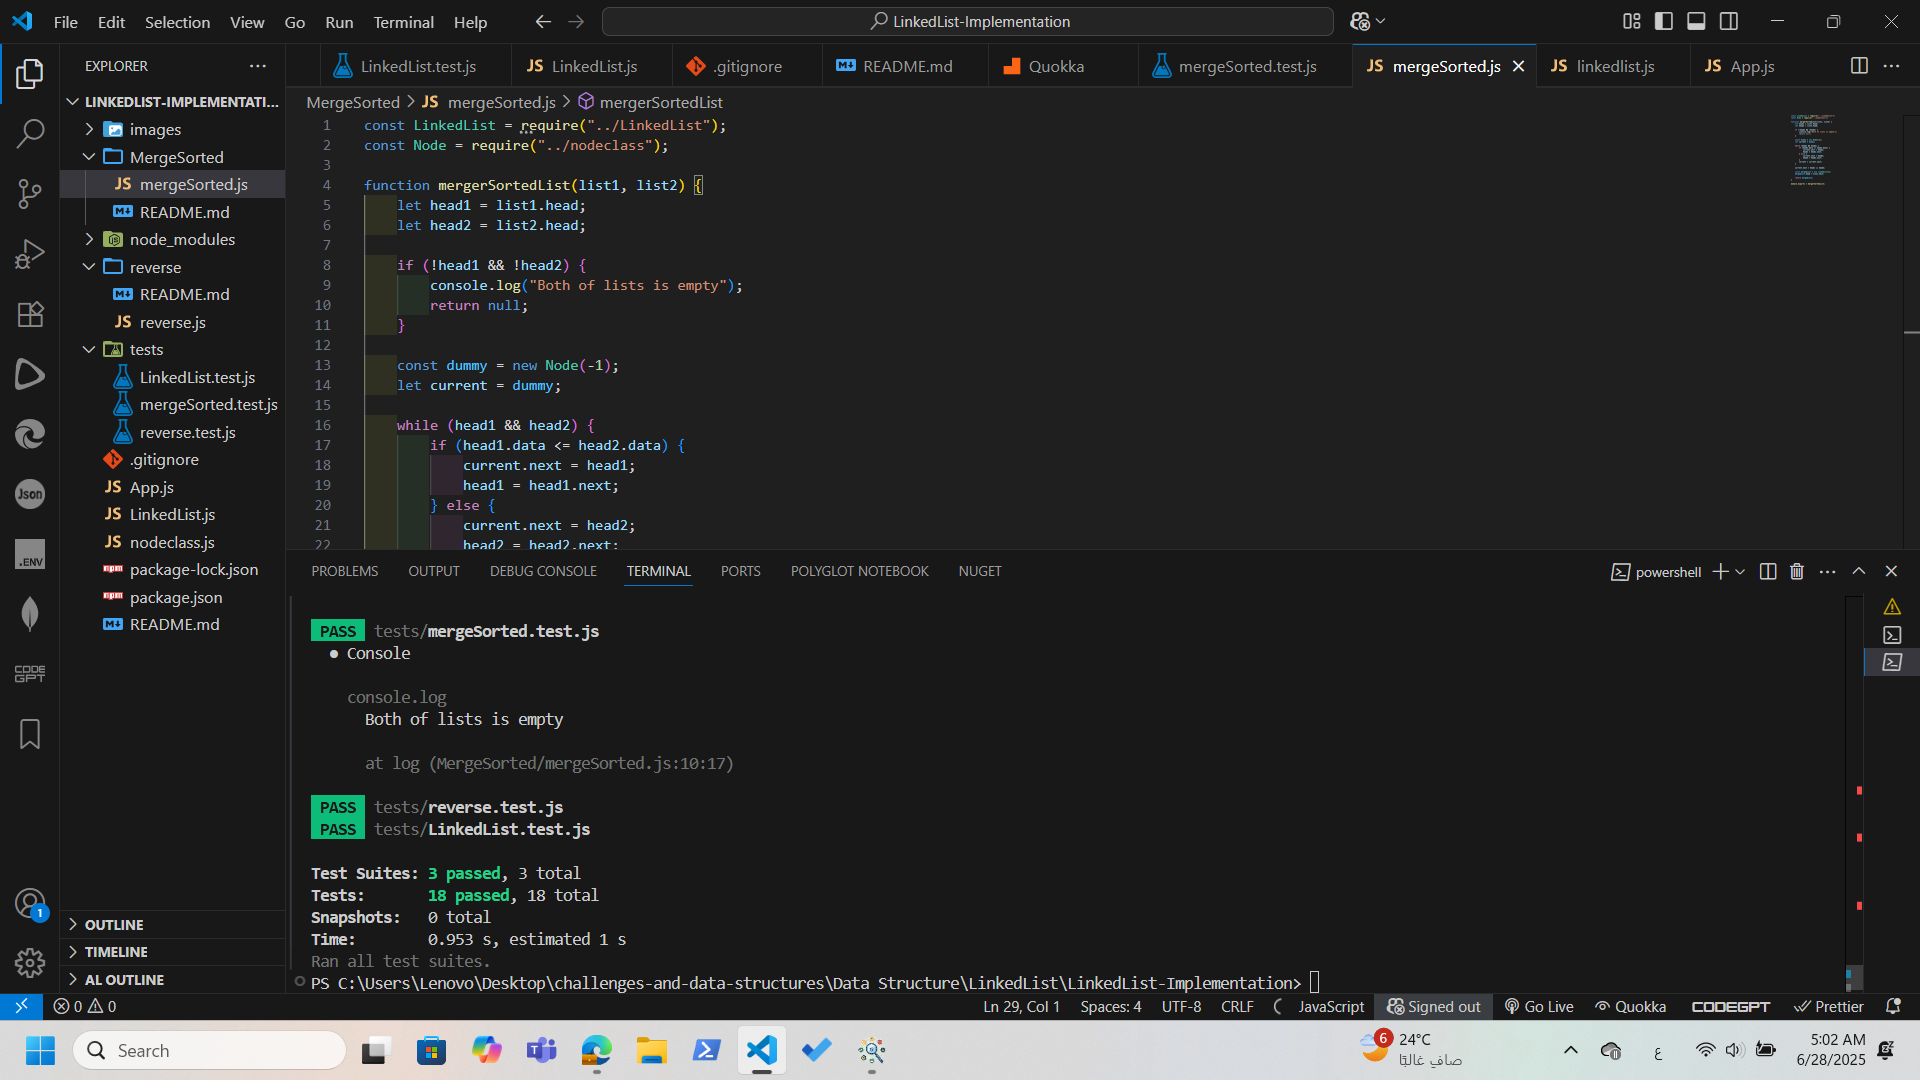 File Edit Selection View Go Run Terminal Help
LinkedList-Implementation
EXPLORER
LINKEDLIST-IMPLEMENTATI...
images
MergeSorted
mergeSorted.js
README.md
node_modules
reverse
README.md
reverse.js
tests
LinkedList.test.js
mergeSorted.test.js
reverse.test.js
.gitignore
App.js
LinkedList.js
nodeclass.js
package-lock.json
package.json
README.md
OUTLINE
TIMELINE
AL OUTLINE
Json
.ENV
CODE GPT
1
LinkedList.test.js LinkedList.js .gitignore README.md Quokka mergeSorted.test.js mergeSorted.js linkedlist.js App.js
MergeSorted > JS mergeSorted.js > mergerSortedList
1 const LinkedList = require("../LinkedList");
2 const Node = require("../nodeclass");
3
4 function mergerSortedList(list1, list2) {
5 let head1 = list1.head;
6 let head2 = list2.head;
7
8 if (!head1 && !head2) {
9 console.log("Both of lists is empty");
10 return null;
11 }
12
13 const dummy = new Node(-1);
14 let current = dummy;
15
16 while (head1 && head2) {
17 if (head1.data <= head2.data) {
18 current.next = head1;
19 head1 = head1.next;
20 } else {
21 current.next = head2;
22 head2 = head2.next;
PROBLEMS OUTPUT DEBUG CONSOLE TERMINAL PORTS POLYGLOT NOTEBOOK NUGET
powershell
PASS tests/mergeSorted.test.js
● Console
console.log
Both of lists is empty
at log (MergeSorted/mergeSorted.js:10:17)
PASS tests/reverse.test.js
PASS tests/LinkedList.test.js
Test Suites: 3 passed, 3 total
Tests: 18 passed, 18 total
Snapshots: 0 total
Time: 0.953 s, estimated 1 s
Ran all test suites.
PS C:\Users\Lenovo\Desktop\challenges-and-data-structures\Data Structure\LinkedList\LinkedList-Implementation>
0 0
Ln 29, Col 1 Spaces: 4 UTF-8 CRLF JavaScript Signed out Go Live Quokka CODEGPT Prettier
Search
6
24°C
صافٍ غالبًا
ع
5:02 AM
6/28/2025